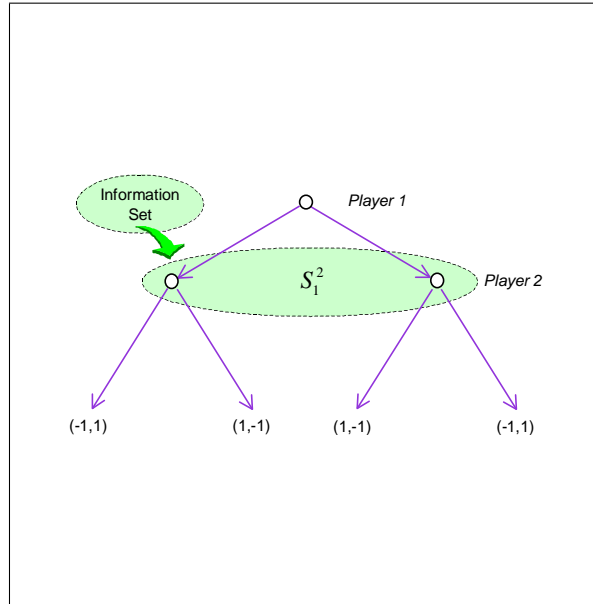 Information
Set
Player 1
S_1^2
Player 2
(-1,1)
(1,-1)
(1,-1)
(-1,1)